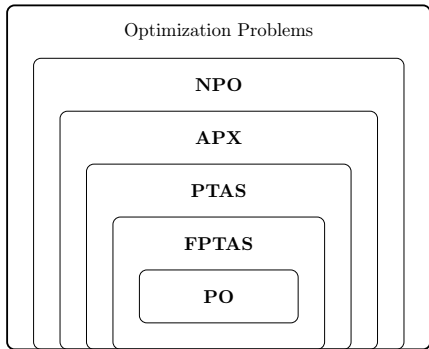 Optimization Problems
NPO
APX
PTAS
FPTAS
PO